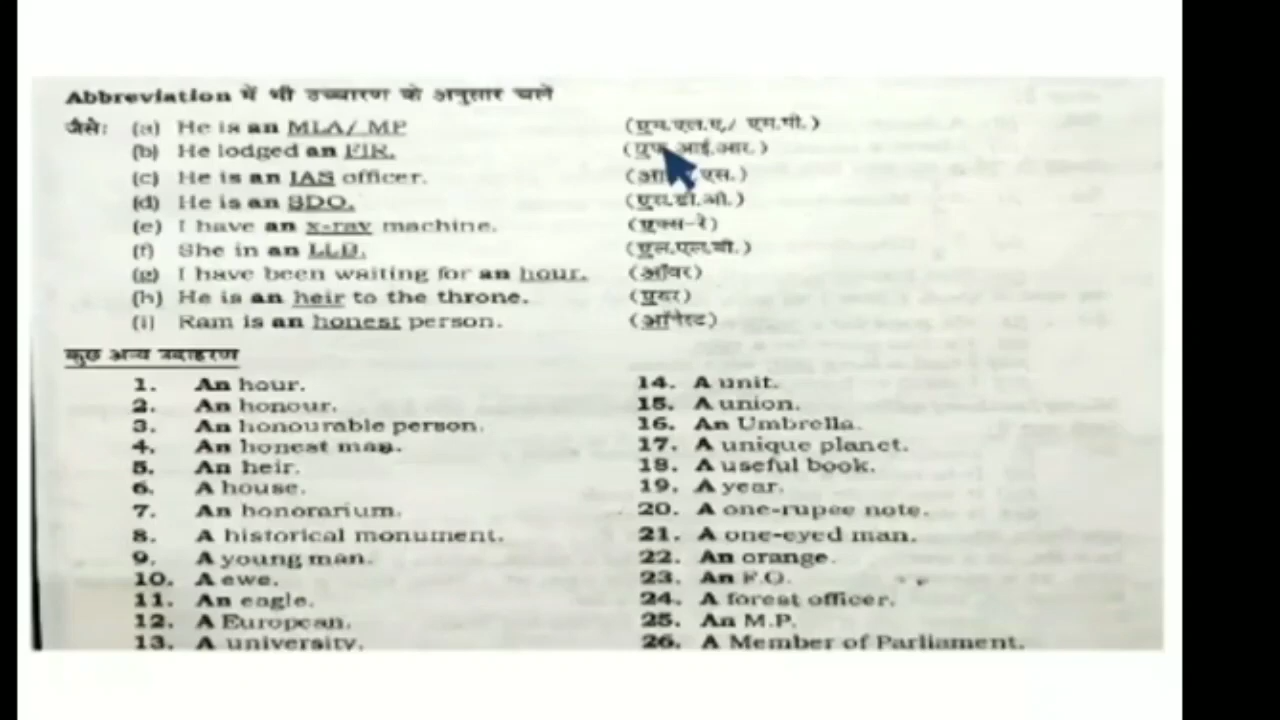 Abbreviation में भी उच्चारण के अनुसार चलें
जैसे: (a) He is an MLA/ MP (एम.एल.ए./ एम.पी.)
(b) He lodged an FIR. (एफ.आई.आर.)
(c) He is an IAS officer. (आ एस.)
(d) He is an SDO. (एस.डी.ओ.)
(e) I have an x-ray machine. (एक्स-रे)
(f) She in an LLB. (एल.एल.बी.)
(g) I have been waiting for an hour. (ऑवर)
(h) He is an heir to the throne. (एयर)
(i) Ram is an honest person. (ऑनेस्ट)
कुछ अन्य उदाहरण
1. An hour.
2. An honour.
3. An honourable person.
4. An honest man.
5. An heir.
6. A house.
7. An honorarium.
8. A historical monument.
9. A young man.
10. A ewe.
11. An eagle.
12. A European.
13. A university.
14. A unit.
15. A union.
16. An Umbrella.
17. A unique planet.
18. A useful book.
19. A year.
20. A one-rupee note.
21. A one-eyed man.
22. An orange.
23. An F.O.
24. A forest officer.
25. An M.P.
26. A Member of Parliament.